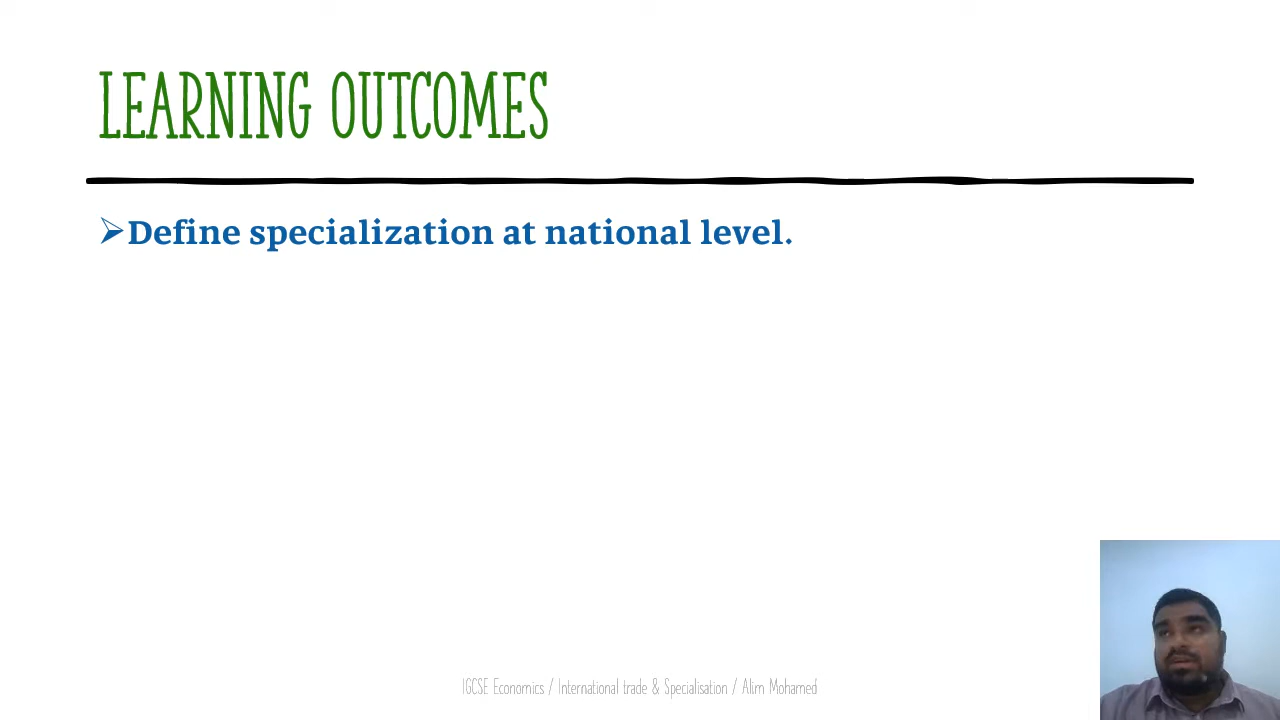 LEARNING OUTCOMES
➢Define specialization at national level.
IGCSE Economics / International trade & Specialisation / Alim Mohamed